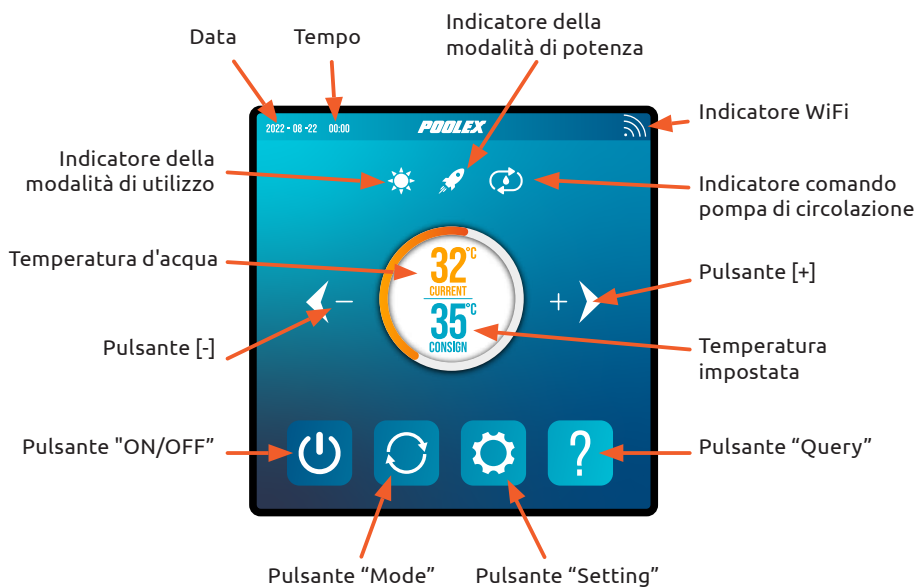 Indicatore della
modalità di potenza
Data
Tempo
Indicatore WiFi
2022 - 08 -22
00:00
POOLEX
Indicatore della
modalità di utilizzo
Indicatore comando
pompa di circolazione
Temperatura d'acqua
32°C
CURRENT
35°C
CONSIGN
−
+
Pulsante [+]
Pulsante [-]
Temperatura
impostata
Pulsante "ON/OFF”
?
Pulsante “Query”
Pulsante “Mode”
Pulsante “Setting”